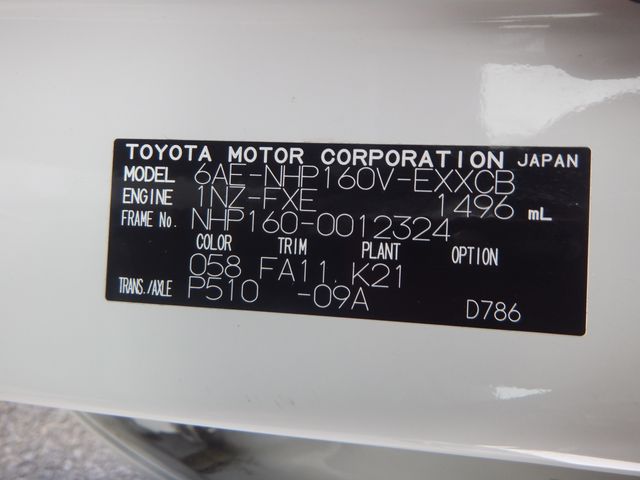 TOYOTA MOTOR CORPORATION JAPAN
MODEL 6AE-NHP160V-EXXCB
ENGINE 1NZ-FXE 1496 mL
FRAME No. NHP160-0012324
COLOR TRIM PLANT OPTION
058 FA11 K21
TRANS./AXLE P510 -09A
D786